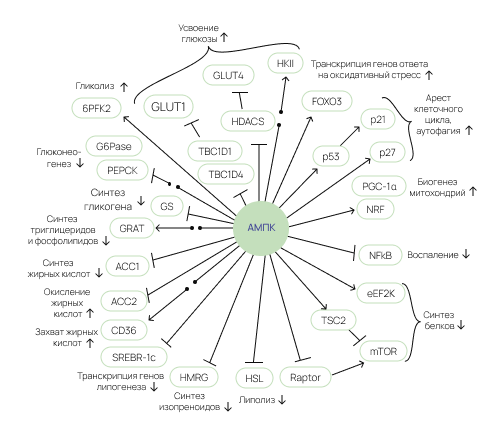 Усвоение
глюкозы ↑
HKII
GLUT4
Транскрипция генов ответа
на оксидативный стресс ↑
Гликолиз ↑
6PFK2
GLUT1
HDACS
FOXO3
Арест
клеточного
цикла,
аутофагия ↑
p21
p27
p53
G6Pase
PEPCK
Глюконео-
генез ↓
TBC1D1
TBC1D4
Синтез
гликогена ↓
GS
PGC-1α
NRF
Биогенез
митохондрий ↑
Синтез
триглицеридов
и фосфолипидов ↓
GRAT
АМПК
Синтез
жирных кислот ↓
ACC1
NFkB
Воспаление ↓
Окисление
жирных
кислот ↑
ACC2
eEF2K
Захват жирных
кислот ↑
CD36
TSC2
Синтез
белков ↓
SREBR-1c
mTOR
Транскрипция генов
липогенеза ↓
HMRG
HSL
Raptor
Синтез
изопреноидов ↓
Липолиз ↓